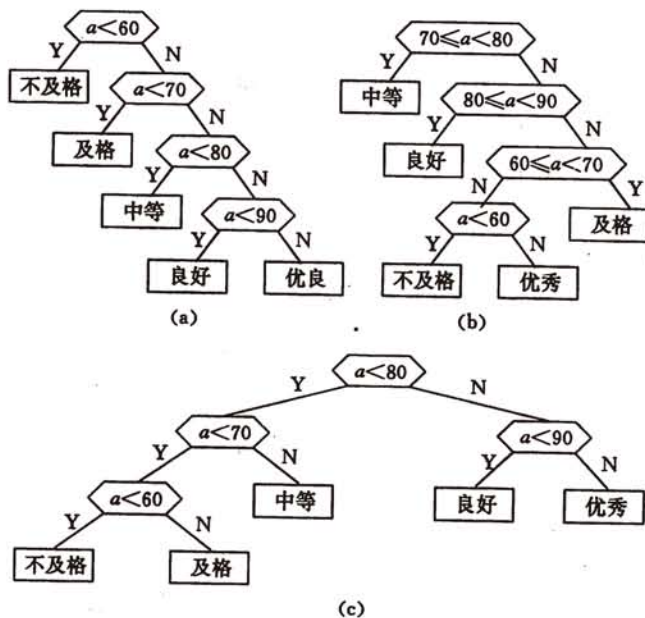 a<60
Y N
不及格
a<70
Y N
及格
a<80
Y N
中等
a<90
Y N
良好 优良
(a)
70≤a<80
Y N
中等
80≤a<90
Y N
良好
60≤a<70
N Y
a<60
及格
Y N
不及格 优秀
(b)
a<80
Y N
a<70 a<90
Y N Y N
a<60 中等 良好 优秀
Y N
不及格 及格
(c)